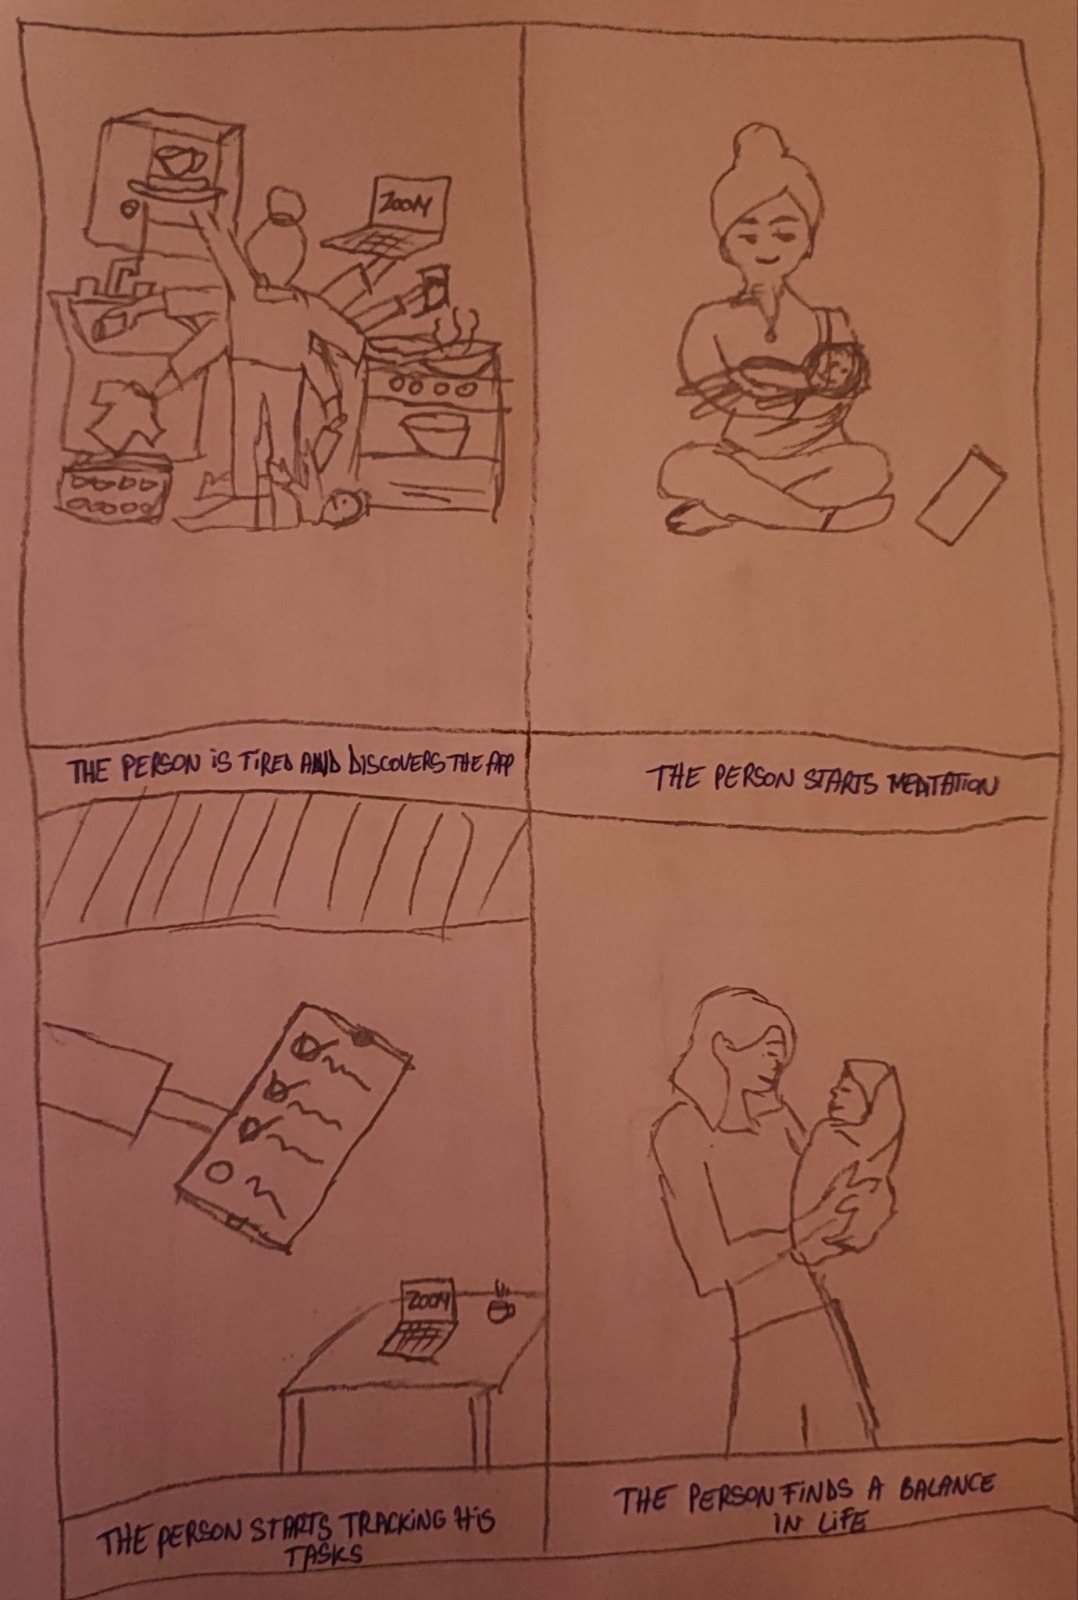 ZOOM
THE PERSON iS TiRED AND DISCOVERS THE APP
THE PERSON STARTS MEDITATION
ZOOM
THE PERSON STARTS TRACKING HiS
TASKS
THE PERSON FiNDS A BALANCE
IN LiFE